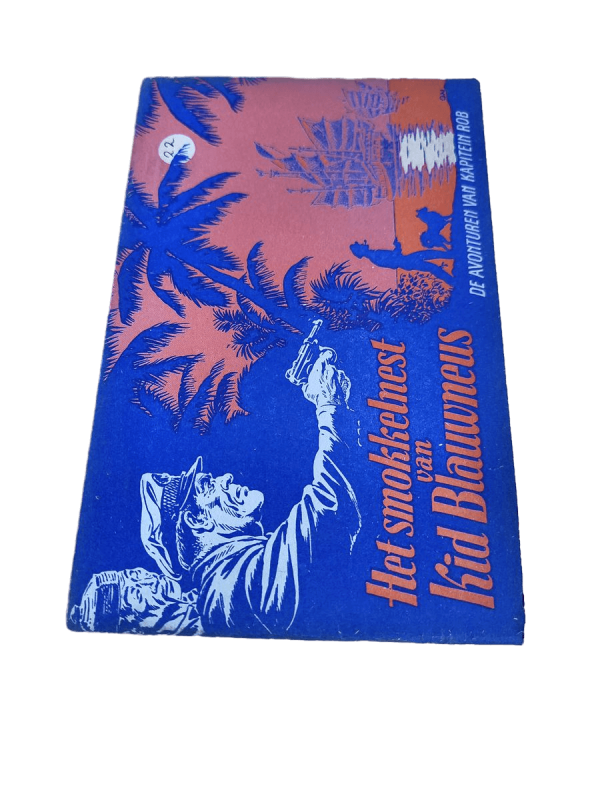 22
Het smokkelnest
van
Kid Blauwneus
DE AVONTUREN VAN KAPITEIN ROB